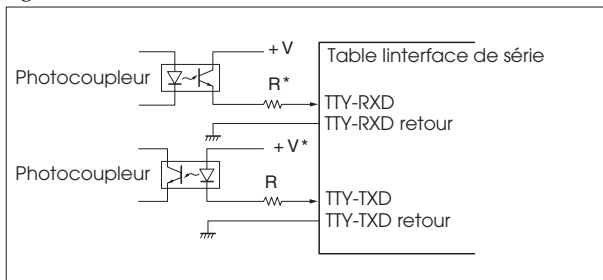 +V
Table linterface de série
Photocoupleur
R*
TTY-RXD
TTY-RXD retour
+V*
Photocoupleur
R
TTY-TXD
TTY-TXD retour